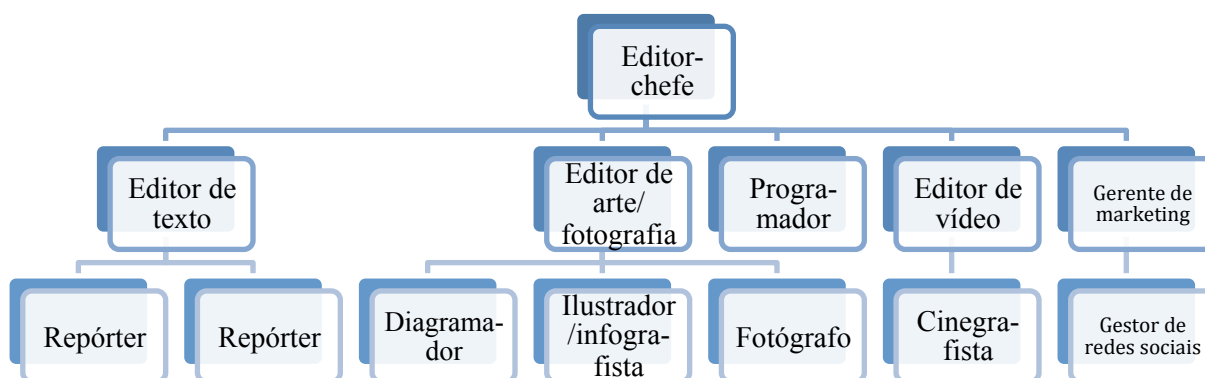 Editor-
chefe
Editor de
texto
Editor de
arte/
fotografia
Progra-
mador
Editor de
vídeo
Gerente de
marketing
Repórter
Repórter
Diagrama-
dor
Ilustrador
/infogra-
fista
Fotógrafo
Cinegra-
fista
Gestor de
redes sociais